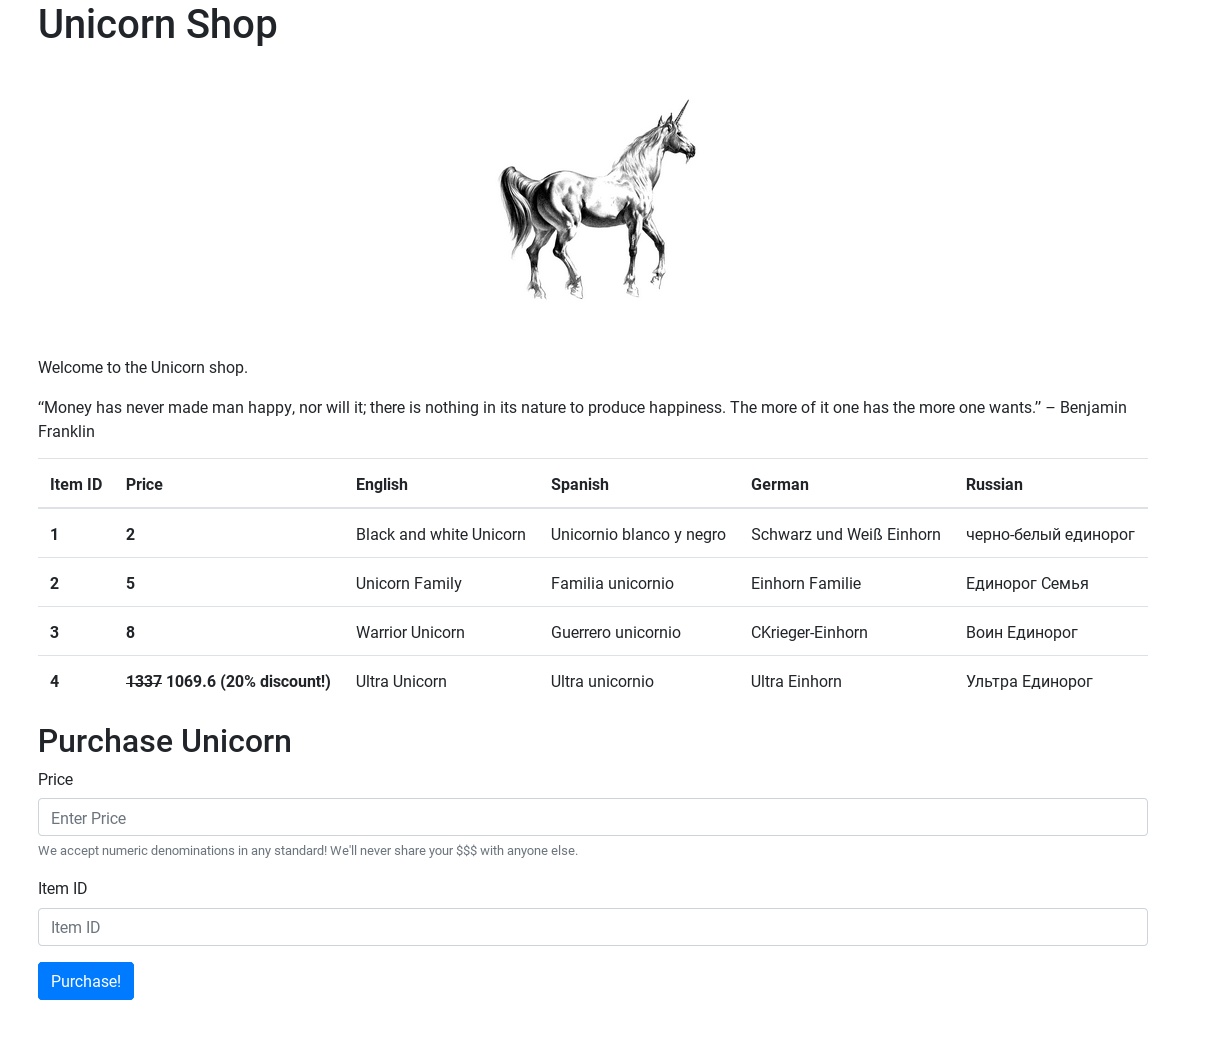 Unicorn Shop
Welcome to the Unicorn shop.
“Money has never made man happy, nor will it; there is nothing in its nature to produce happiness. The more of it one has the more one wants.” – Benjamin
Franklin
Item ID Price English Spanish German Russian
1 2 Black and white Unicorn Unicornio blanco y negro Schwarz und Weiß Einhorn черно-белый единорог
2 5 Unicorn Family Familia unicornio Einhorn Familie Единорог Семья
3 8 Warrior Unicorn Guerrero unicornio CKrieger-Einhorn Воин Единорог
4 1337 1069.6 (20% discount!) Ultra Unicorn Ultra unicornio Ultra Einhorn Ультра Единорог
Purchase Unicorn
Price
Enter Price
We accept numeric denominations in any standard! We'll never share your $$$ with anyone else.
Item ID
Item ID
Purchase!